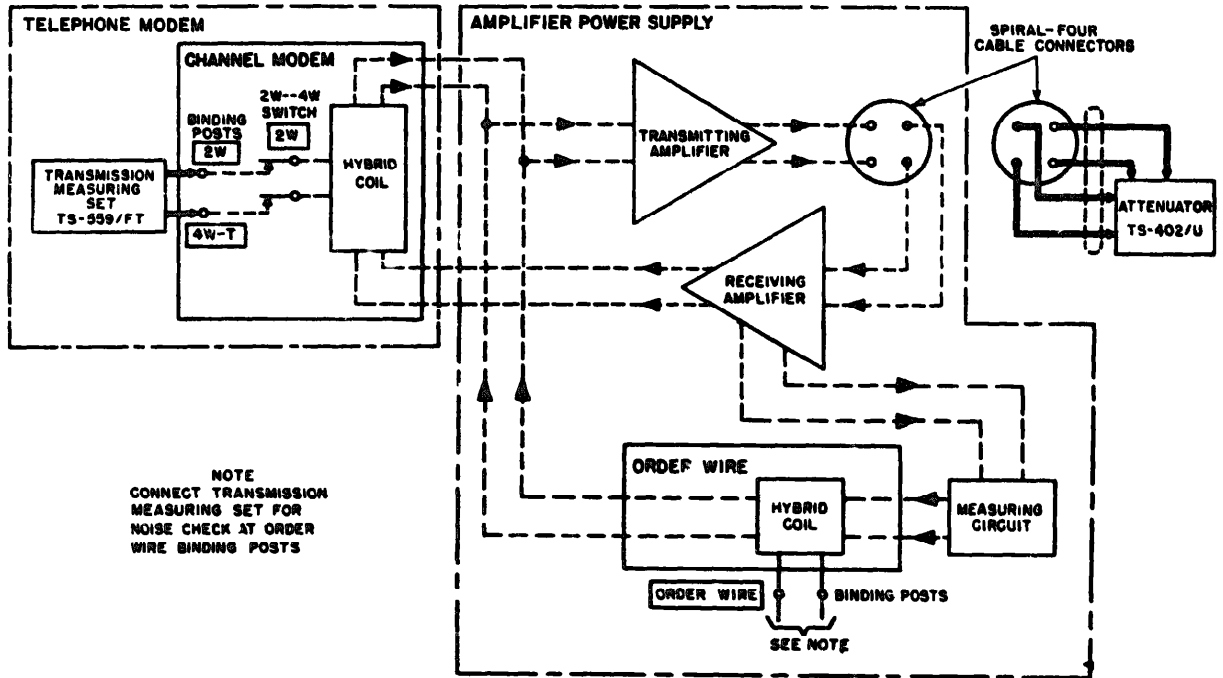 TELEPHONE MODEM
CHANNEL MODEM
2W--4W
SWITCH
2W
BINDING
POSTS
2W
HYBRID
COIL
TRANSMISSION
MEASURING
SET
TS-559/FT
4W-T
AMPLIFIER POWER SUPPLY
TRANSMITTING
AMPLIFIER
SPIRAL-FOUR
CABLE CONNECTORS
ATTENUATOR
TS-402/U
RECEIVING
AMPLIFIER
ORDER WIRE
HYBRID
COIL
MEASURING
CIRCUIT
ORDER WIRE
BINDING POSTS
SEE NOTE
NOTE
CONNECT TRANSMISSION
MEASURING SET FOR
NOISE CHECK AT ORDER
WIRE BINDING POSTS